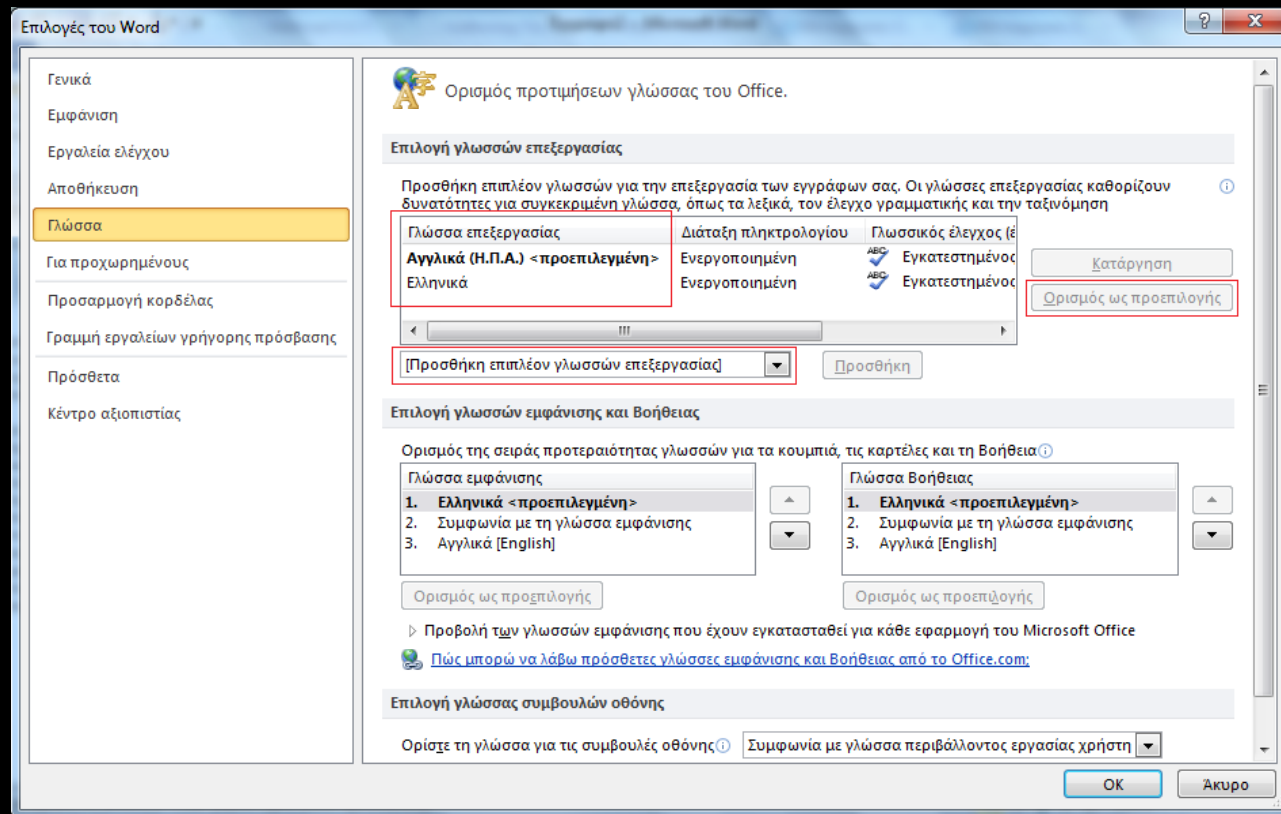 Επιλογές του Word
Γενικά
Εμφάνιση
Εργαλεία ελέγχου
Αποθήκευση
Γλώσσα
Για προχωρημένους
Προσαρμογή κορδέλας
Γραμμή εργαλείων γρήγορης πρόσβασης
Πρόσθετα
Κέντρο αξιοπιστίας
Ορισμός προτιμήσεων γλώσσας του Office.
Επιλογή γλωσσών επεξεργασίας
Προσθήκη επιπλέον γλωσσών για την επεξεργασία των εγγράφων σας. Οι γλώσσες επεξεργασίας καθορίζουν
δυνατότητες για συγκεκριμένη γλώσσα, όπως τα λεξικά, τον έλεγχο γραμματικής και την ταξινόμηση
Γλώσσα επεξεργασίας Διάταξη πληκτρολογίου Γλωσσικός έλεγχος (έ
Αγγλικά (Η.Π.Α.) <προεπιλεγμένη> Ενεργοποιημένη ABC Εγκατεστημένος
Ελληνικά Ενεργοποιημένη ABC Εγκατεστημένος
Κατάργηση
Ορισμός ως προεπιλογής
[Προσθήκη επιπλέον γλωσσών επεξεργασίας] Προσθήκη
Επιλογή γλωσσών εμφάνισης και Βοήθειας
Ορισμός της σειράς προτεραιότητας γλωσσών για τα κουμπιά, τις καρτέλες και τη Βοήθεια
Γλώσσα εμφάνισης
1. Ελληνικά <προεπιλεγμένη>
2. Συμφωνία με τη γλώσσα εμφάνισης
3. Αγγλικά [English]
Ορισμός ως προεπιλογής
Γλώσσα Βοήθειας
1. Ελληνικά <προεπιλεγμένη>
2. Συμφωνία με τη γλώσσα εμφάνισης
3. Αγγλικά [English]
Ορισμός ως προεπιλογής
Προβολή των γλωσσών εμφάνισης που έχουν εγκατασταθεί για κάθε εφαρμογή του Microsoft Office
Πώς μπορώ να λάβω πρόσθετες γλώσσες εμφάνισης και Βοήθειας από το Office.com;
Επιλογή γλώσσας συμβουλών οθόνης
Ορίστε τη γλώσσα για τις συμβουλές οθόνης Συμφωνία με γλώσσα περιβάλλοντος εργασίας χρήστη
OK Άκυρο